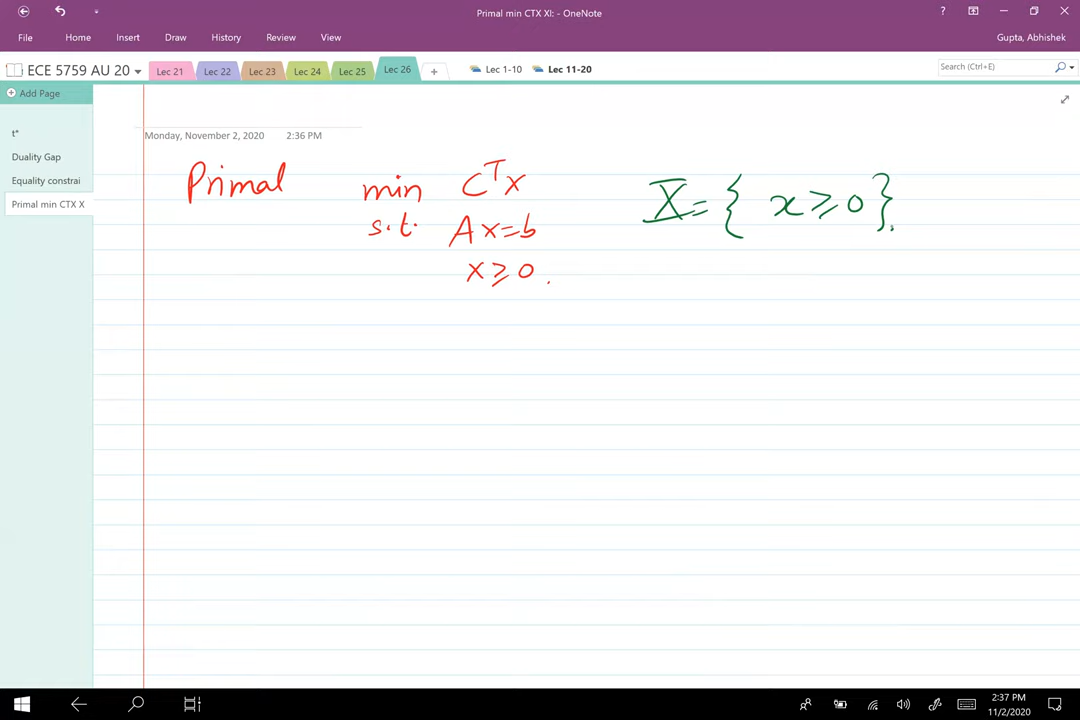 Primal min CTX XI: - OneNote
File Home Insert Draw History Review View
Gupta, Abhishek
ECE 5759 AU 20
Lec 21 Lec 22 Lec 23 Lec 24 Lec 25 Lec 26
Lec 1-10 Lec 11-20
Search (Ctrl+E)
Add Page
t*
Duality Gap
Equality constrai
Primal min CTX X
Monday, November 2, 2020 2:36 PM
Primal min Cᵀx
s.t. Ax=b
x≥0.
X={ x≥0}.
2:37 PM
11/2/2020